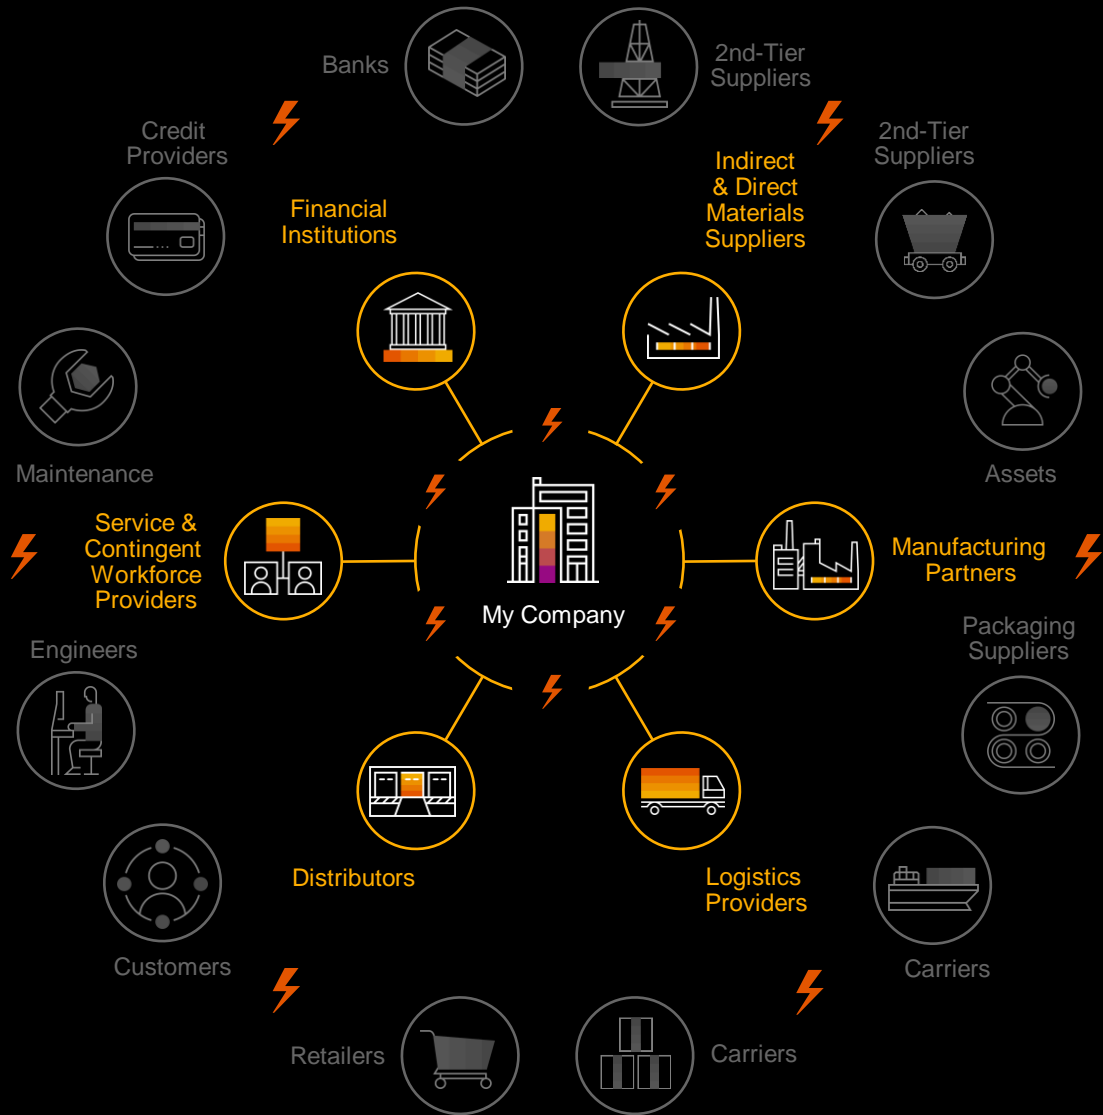 Banks
2nd-Tier
Suppliers
Credit
Providers
2nd-Tier
Suppliers
Indirect
& Direct
Materials
Suppliers
Financial
Institutions
Maintenance
Assets
Service &
Contingent
Workforce
Providers
Manufacturing
Partners
My Company
Engineers
Packaging
Suppliers
Distributors
Logistics
Providers
Customers
Carriers
Retailers
Carriers